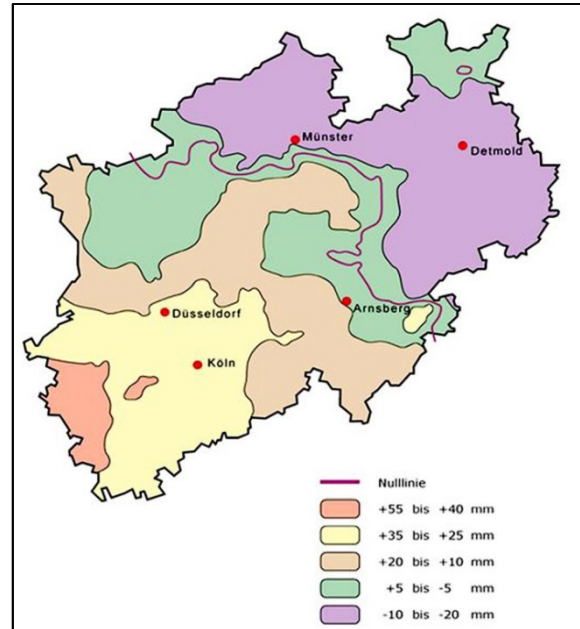 Münster
Detmold
Arnsberg
Düsseldorf
Köln
Nulllinie
+55 bis +40 mm
+35 bis +25 mm
+20 bis +10 mm
+5 bis -5 mm
-10 bis -20 mm